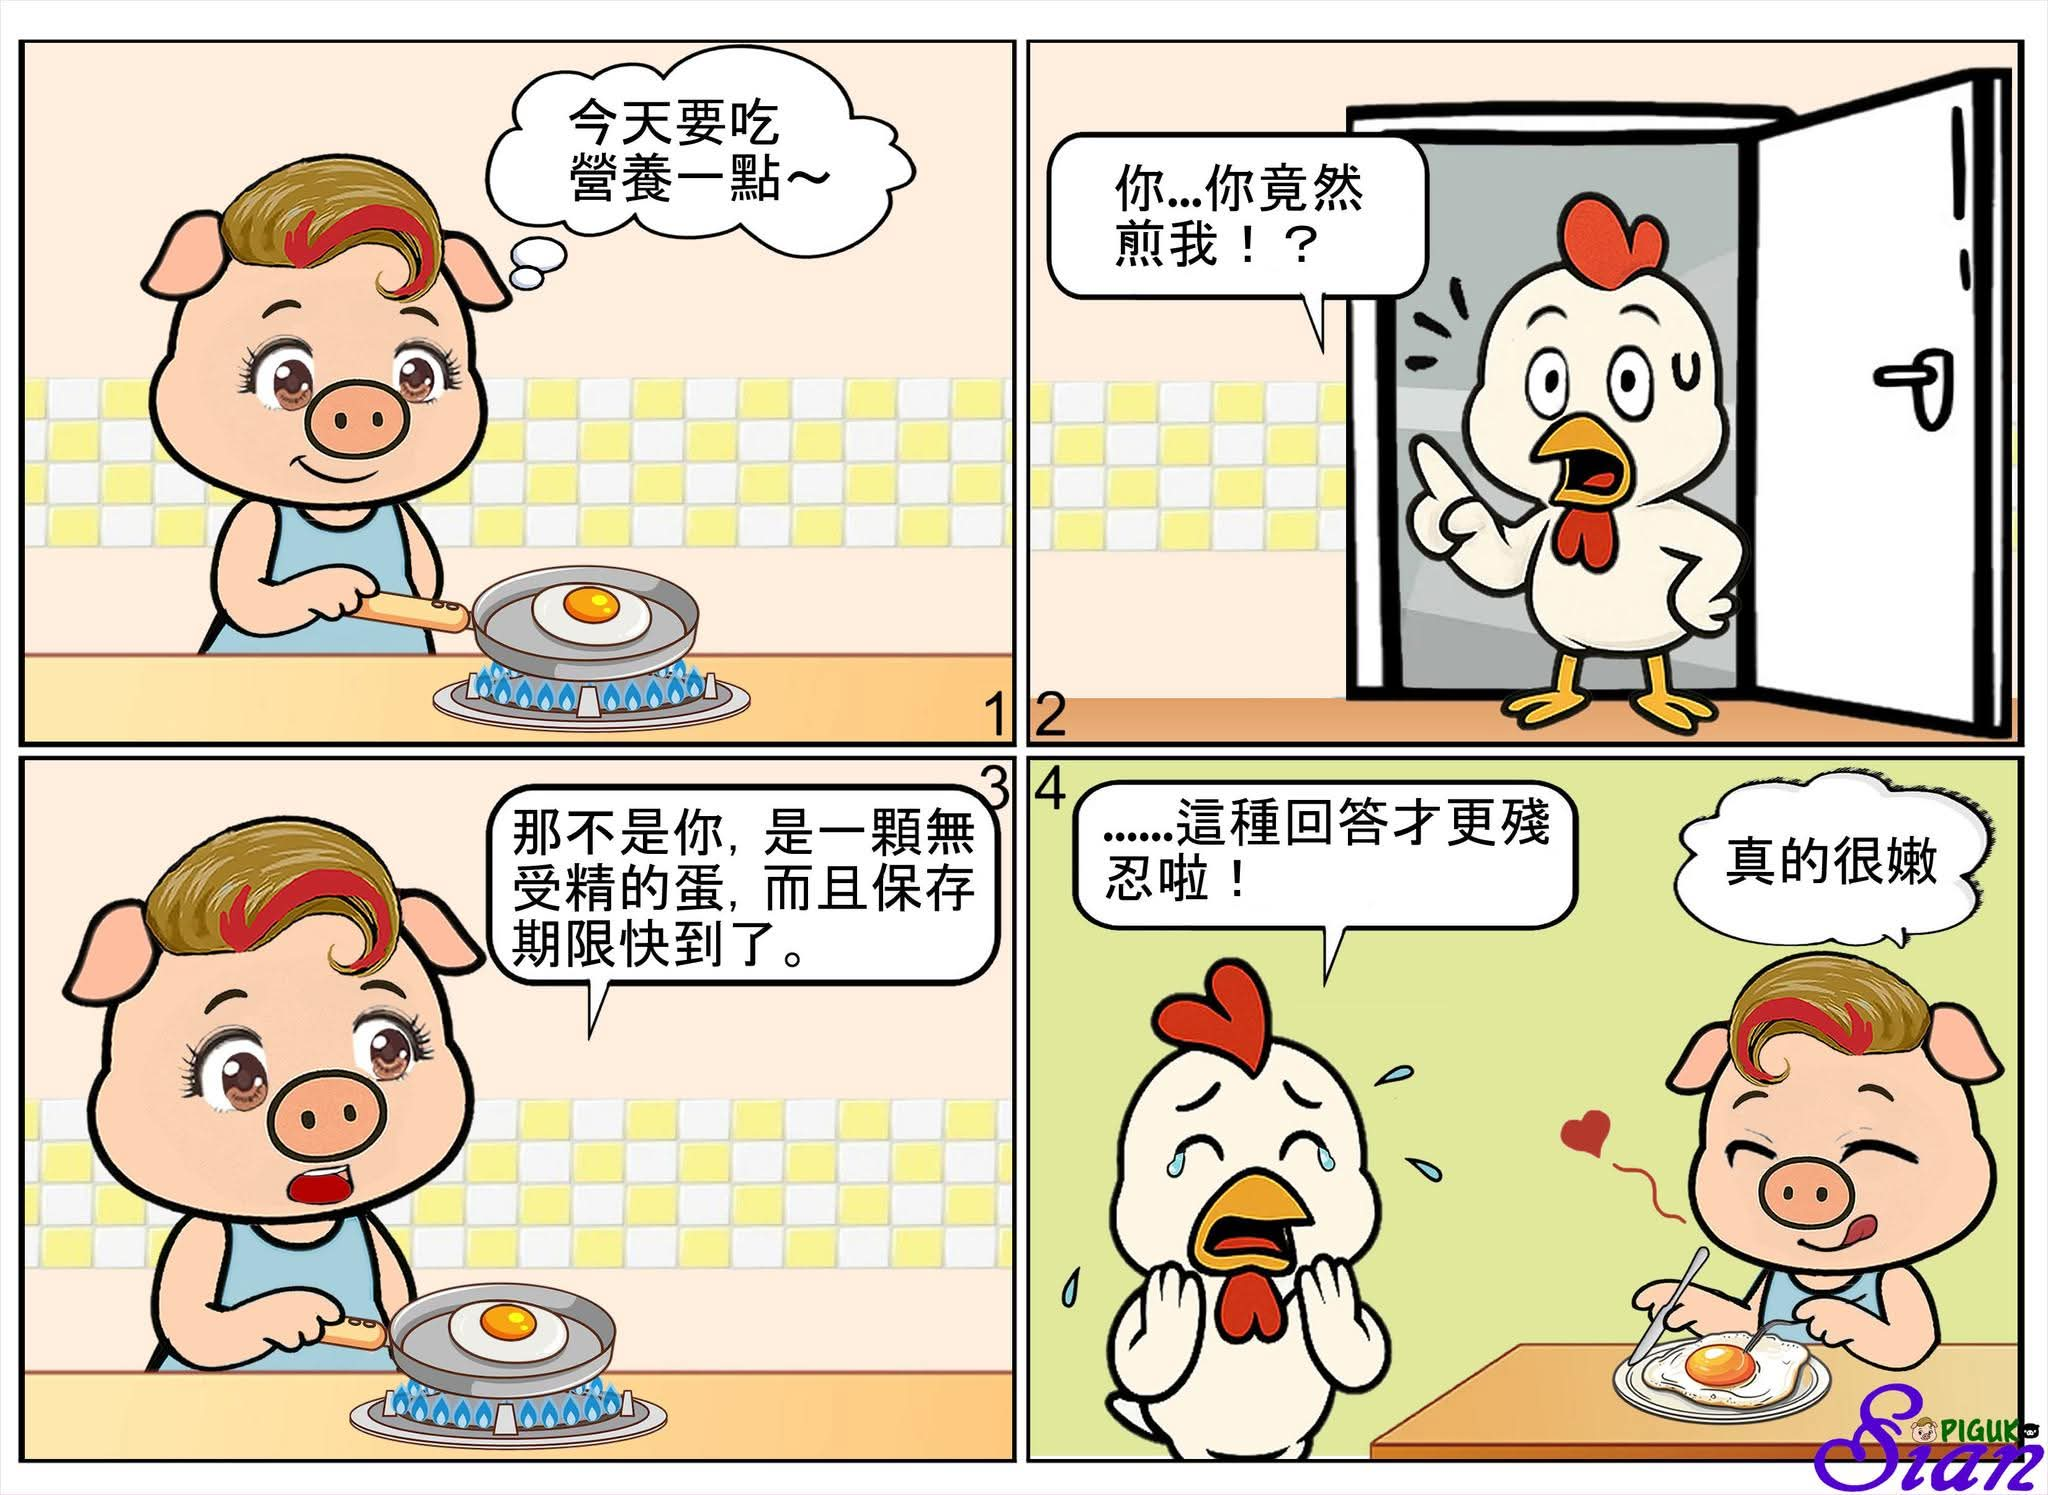 今天要吃
營養一點～
1
2
你...你竟然
煎我！？
3
那不是你, 是一顆無
受精的蛋, 而且保存
期限快到了。
4
......這種回答才更殘
忍啦！
真的很嫩
PIGUK
Sian